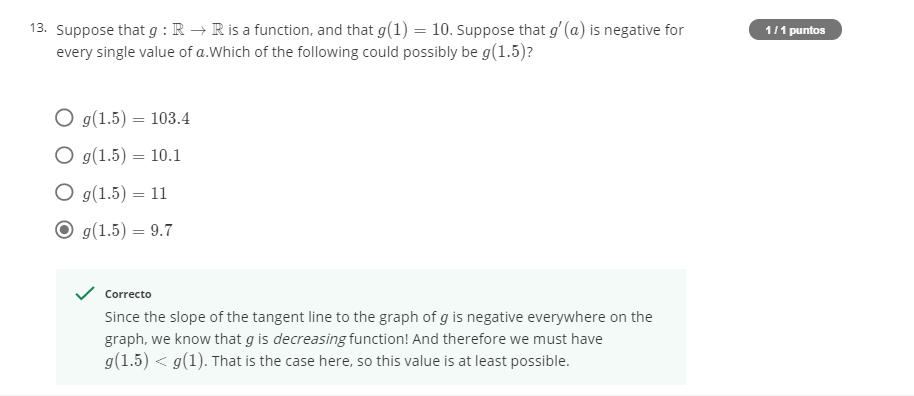 13. Suppose that g : ℝ → ℝ is a function, and that g(1) = 10. Suppose that g′(a) is negative for
every single value of a.Which of the following could possibly be g(1.5)?
1 / 1 puntos
g(1.5) = 103.4
g(1.5) = 10.1
g(1.5) = 11
g(1.5) = 9.7
Correcto
Since the slope of the tangent line to the graph of g is negative everywhere on the
graph, we know that g is decreasing function! And therefore we must have
g(1.5) < g(1). That is the case here, so this value is at least possible.